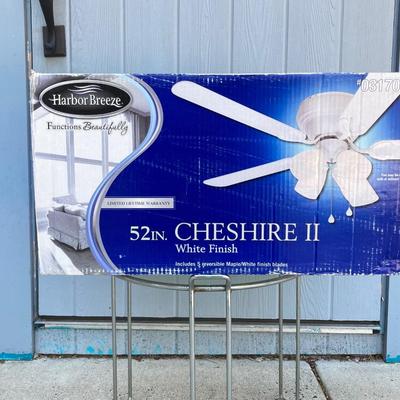 Harbor Breeze
Functions Beautifully
LIMITED LIFETIME WARRANTY
#03170
52IN. CHESHIRE II
White Finish
Includes 5 reversible Maple/White finish blades